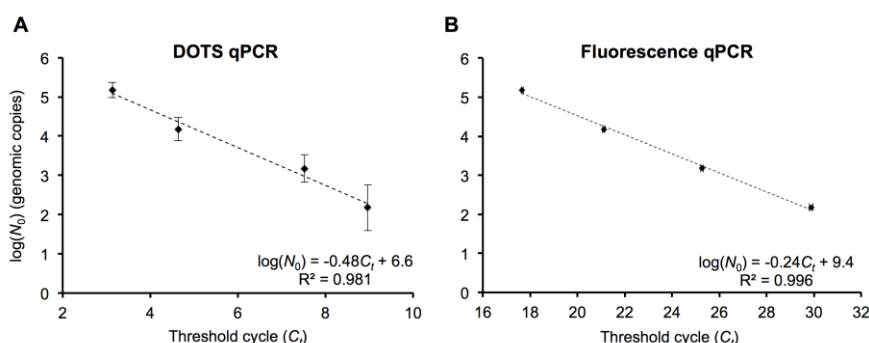 A
DOTS qPCR
log(N₀) (genomic copies)
6
5
4
3
2
1
0
log(N₀) = -0.48Cₜ + 6.6
R² = 0.981
2
4
6
8
10
Threshold cycle (Cₜ)
B
Fluorescence qPCR
6
5
4
3
2
1
0
log(N₀) = -0.24Cₜ + 9.4
R² = 0.996
16
18
20
22
24
26
28
30
32
Threshold cycle (Cₜ)